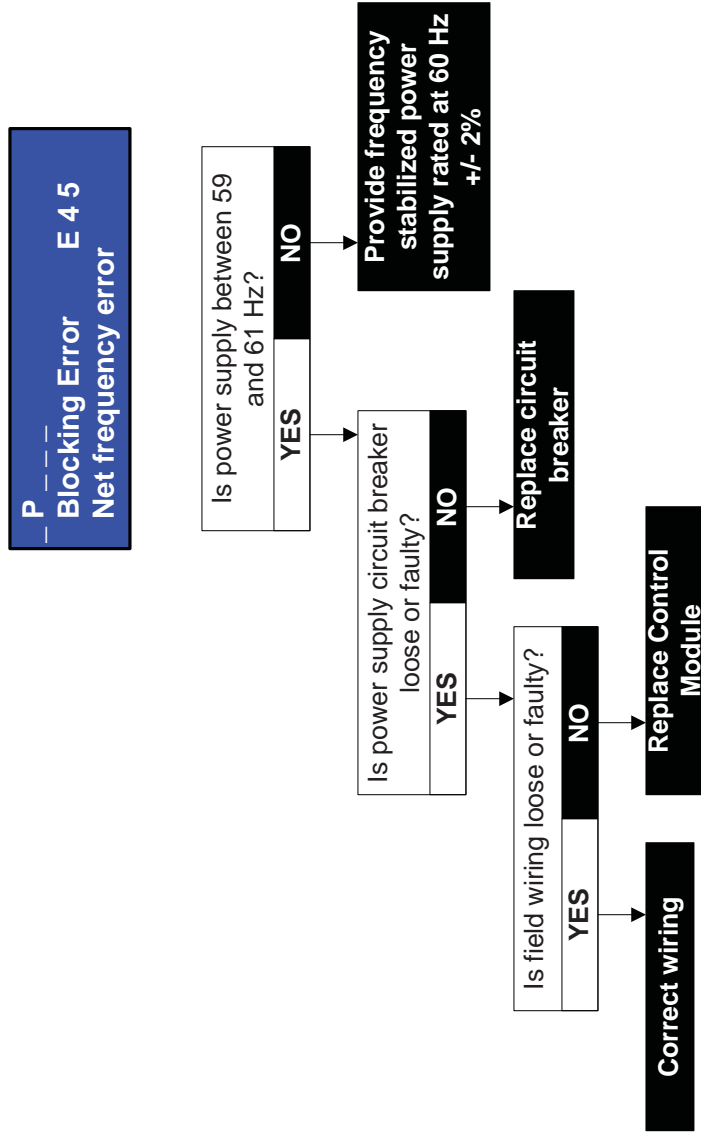 _ P _ _ _
Blocking Error E 4 5
Net frequency error
Is power supply between 59
and 61 Hz?
YES
NO
Provide frequency
stabilized power
supply rated at 60 Hz
+/- 2%
Is power supply circuit breaker
loose or faulty?
YES
NO
Replace circuit
breaker
Is field wiring loose or faulty?
YES
NO
Correct wiring
Replace Control
Module